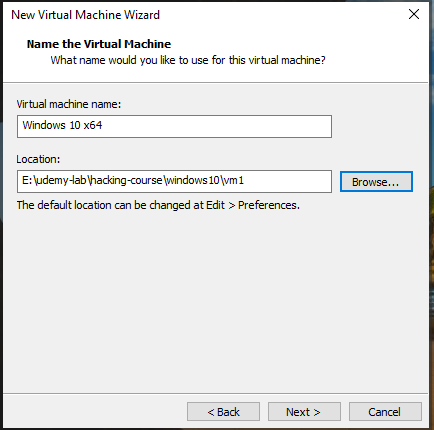 New Virtual Machine Wizard
Name the Virtual Machine
What name would you like to use for this virtual machine?
Virtual machine name:
Windows 10 x64
Location:
E:\udemy-lab\hacking-course\windows10\vm1
Browse...
The default location can be changed at Edit > Preferences.
< Back
Next >
Cancel